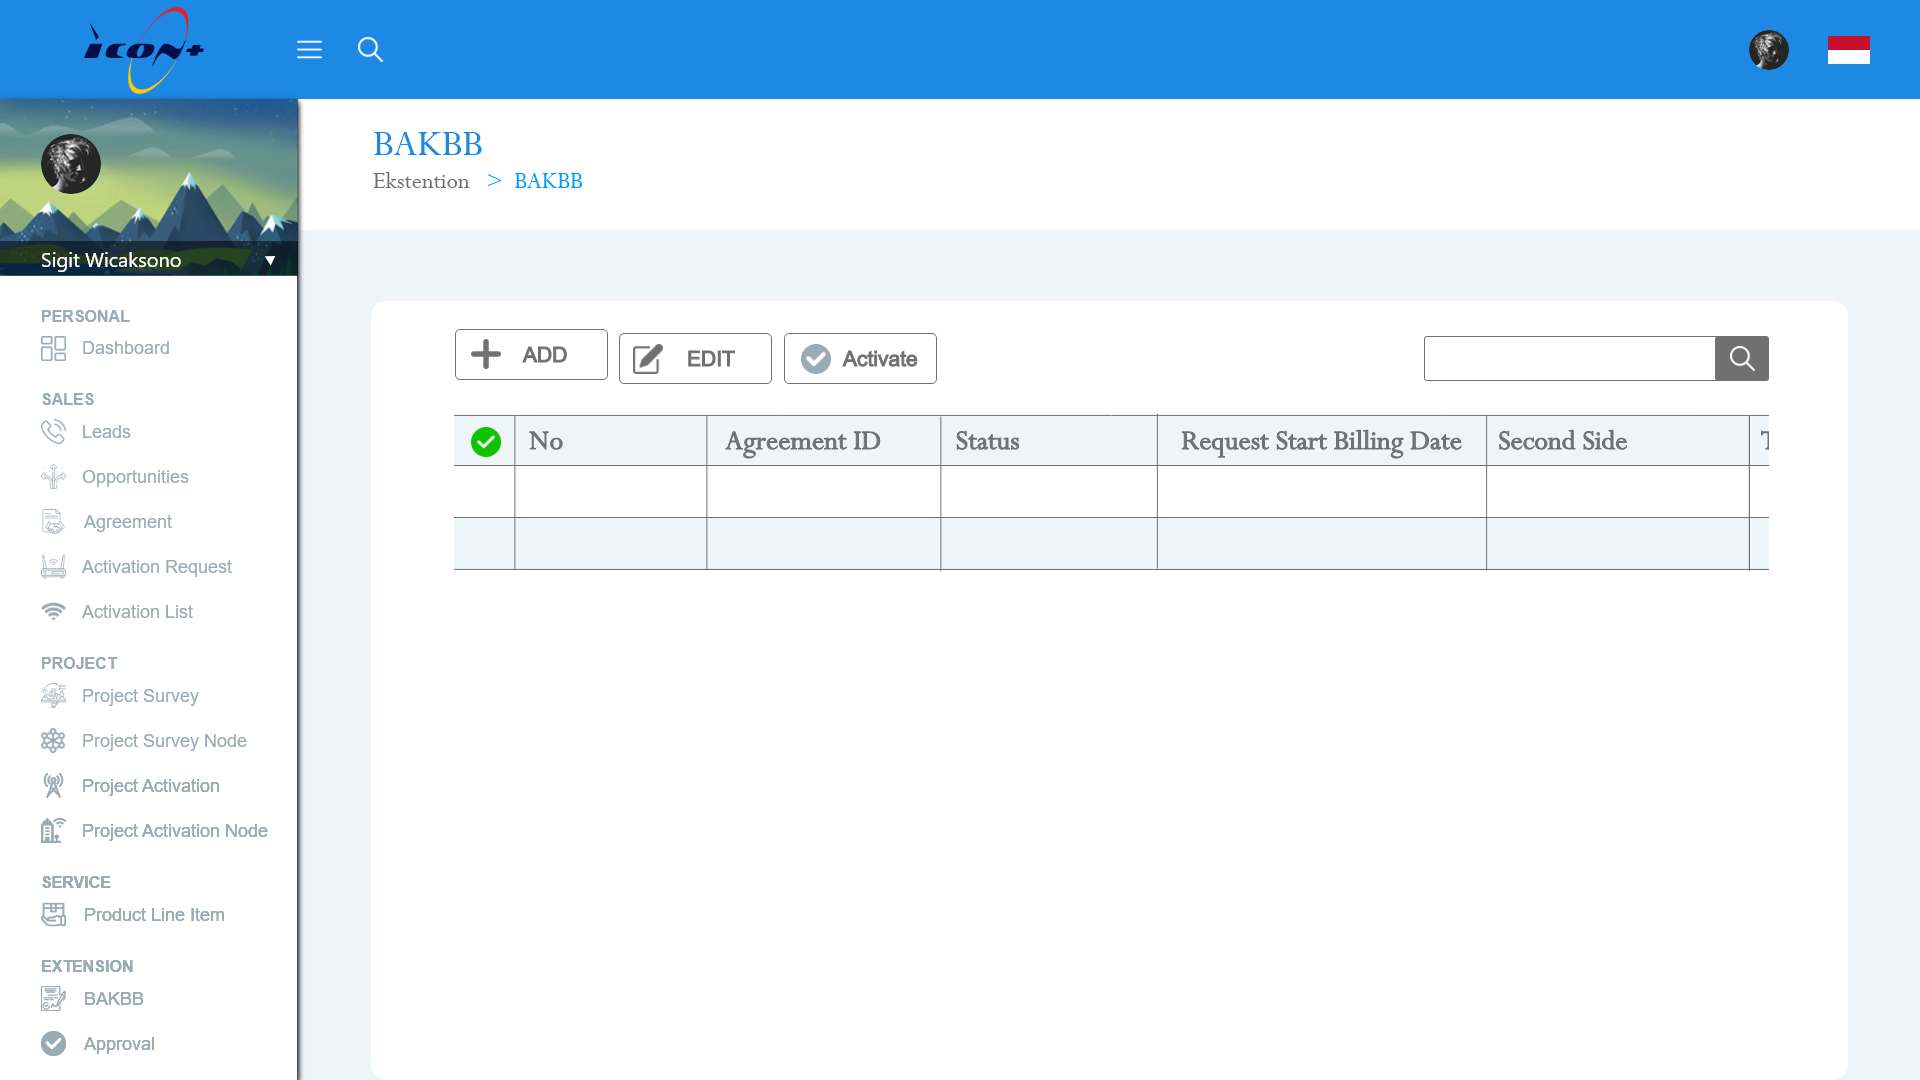 icon+
BAKBB
Ekstention > BAKBB
Sigit Wicaksono
PERSONAL
Dashboard
SALES
Leads
Opportunities
Agreement
Activation Request
Activation List
PROJECT
Project Survey
Project Survey Node
Project Activation
Project Activation Node
SERVICE
Product Line Item
EXTENSION
BAKBB
Approval
ADD EDIT Activate
No Agreement ID Status Request Start Billing Date Second Side